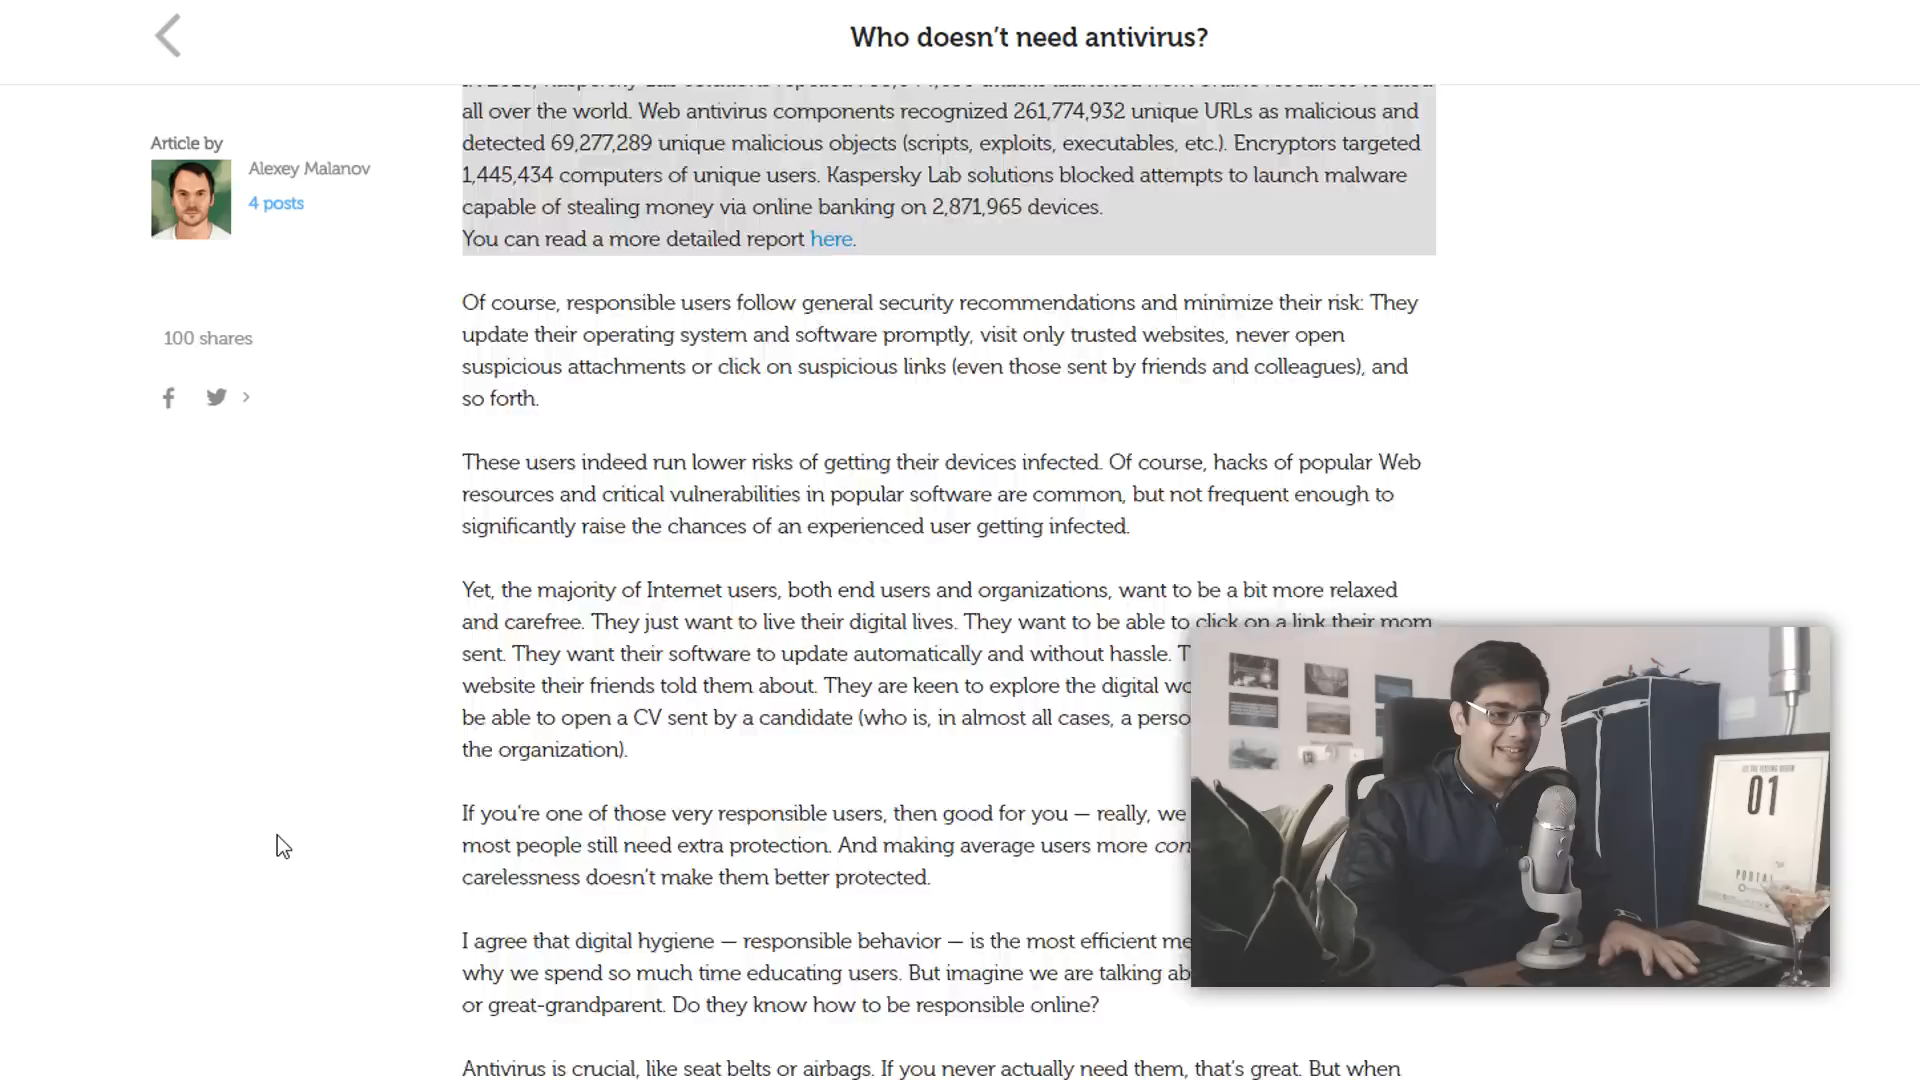 Who doesn't need antivirus?
all over the world. Web antivirus components recognized 261,774,932 unique URLs as malicious and
detected 69,277,289 unique malicious objects (scripts, exploits, executables, etc.). Encryptors targeted
1,445,434 computers of unique users. Kaspersky Lab solutions blocked attempts to launch malware
capable of stealing money via online banking on 2,871,965 devices.
You can read a more detailed report here.
Article by
Alexey Malanov
4 posts
100 shares
Of course, responsible users follow general security recommendations and minimize their risk: They
update their operating system and software promptly, visit only trusted websites, never open
suspicious attachments or click on suspicious links (even those sent by friends and colleagues), and
so forth.
These users indeed run lower risks of getting their devices infected. Of course, hacks of popular Web
resources and critical vulnerabilities in popular software are common, but not frequent enough to
significantly raise the chances of an experienced user getting infected.
Yet, the majority of Internet users, both end users and organizations, want to be a bit more relaxed
and carefree. They just want to live their digital lives. They want to be able to click on a link their mom
sent. They want their software to update automatically and without hassle. T
website their friends told them about. They are keen to explore the digital wo
be able to open a CV sent by a candidate (who is, in almost all cases, a perso
the organization).
If you're one of those very responsible users, then good for you — really, we
most people still need extra protection. And making average users more con
carelessness doesn't make them better protected.
I agree that digital hygiene — responsible behavior — is the most efficient me
why we spend so much time educating users. But imagine we are talking ab
or great-grandparent. Do they know how to be responsible online?
Antivirus is crucial, like seat belts or airbags. If you never actually need them, that's great. But when
01